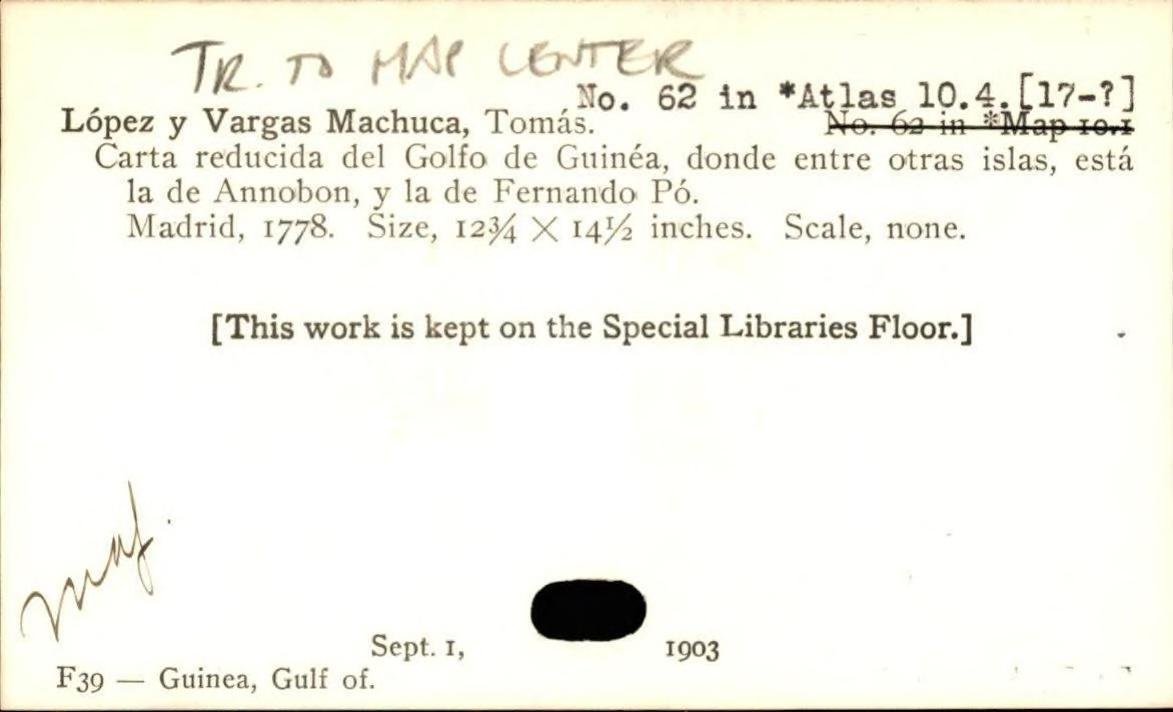 TR. TO MAP CENTER
No. 62 in *Atlas 10.4.[17-?]
López y Vargas Machuca, Tomás. No. 62 in *Map 10.1
Carta reducida del Golfo de Guinéa, donde entre otras islas, está
la de Annobon, y la de Fernando Pó.
Madrid, 1778. Size, 12¾ X 14½ inches. Scale, none.
[This work is kept on the Special Libraries Floor.]
Sept. 1, 1903
F39 — Guinea, Gulf of.